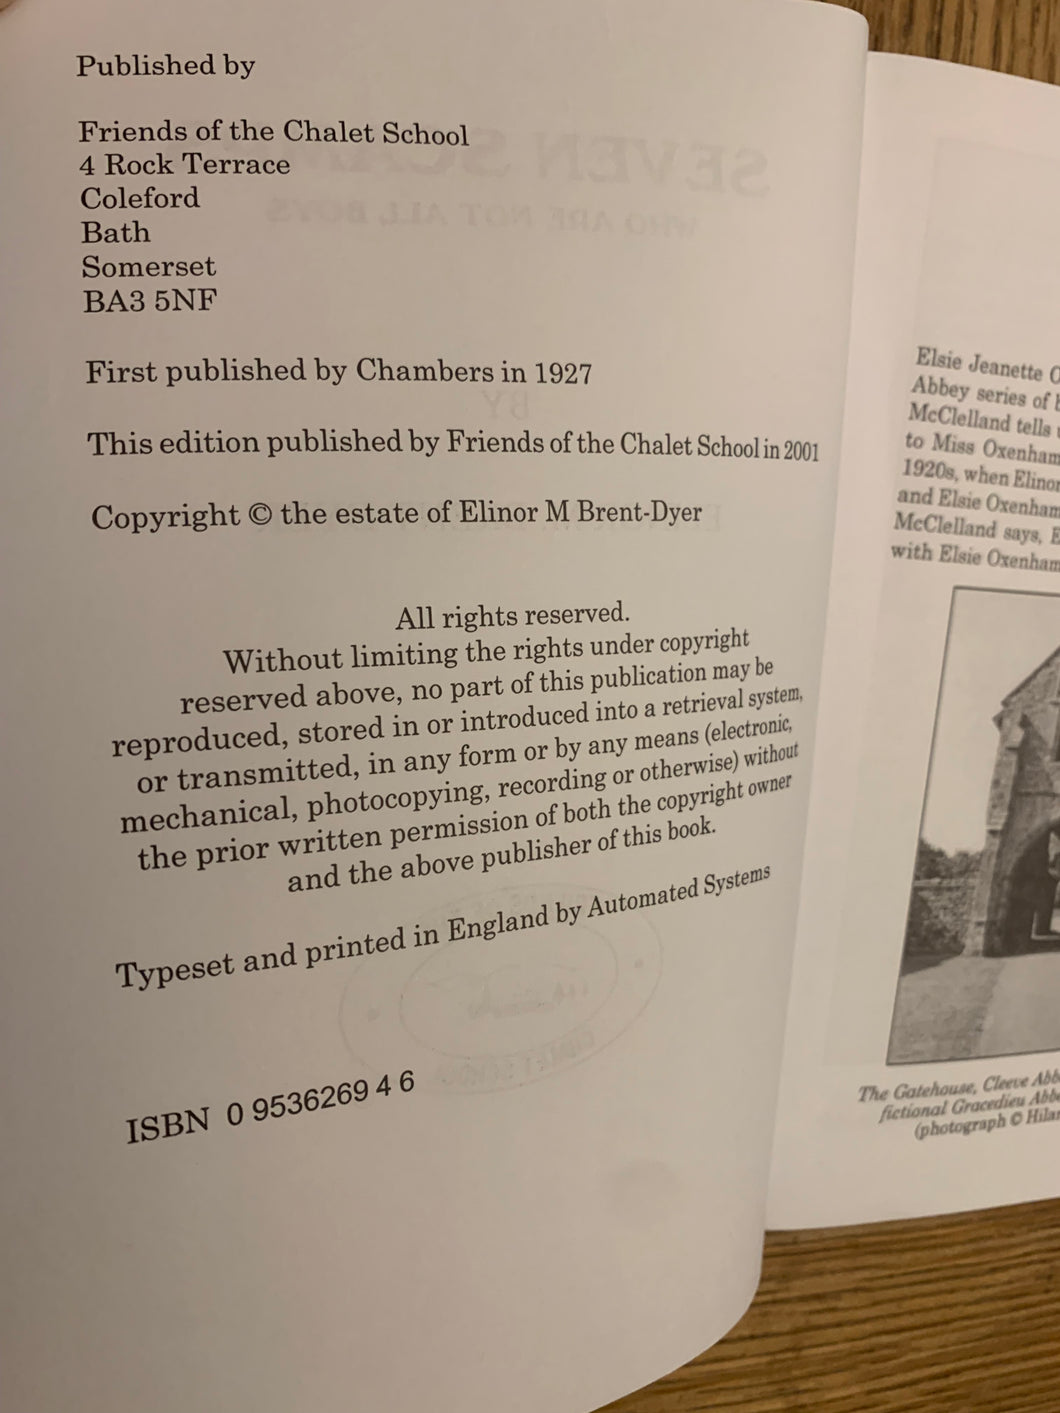 Published by
Friends of the Chalet School
4 Rock Terrace
Coleford
Bath
Somerset
BA3 5NF
First published by Chambers in 1927
This edition published by Friends of the Chalet School in 2001
Copyright © the estate of Elinor M Brent-Dyer
All rights reserved.
Without limiting the rights under copyright
reserved above, no part of this publication may be
reproduced, stored in or introduced into a retrieval system,
or transmitted, in any form or by any means (electronic,
mechanical, photocopying, recording or otherwise) without
the prior written permission of both the copyright owner
and the above publisher of this book.
Typeset and printed in England by Automated Systems
ISBN 0 9536269 4 6
Elsie Jeanette
Abbey series of
McClelland tells
to Miss Oxenham
1920s, when Elinor
and Elsie Oxenham
McClelland says,
with Elsie Oxenham
The Gatehouse, Cleeve
fictional Gracedieu
(photograph ©